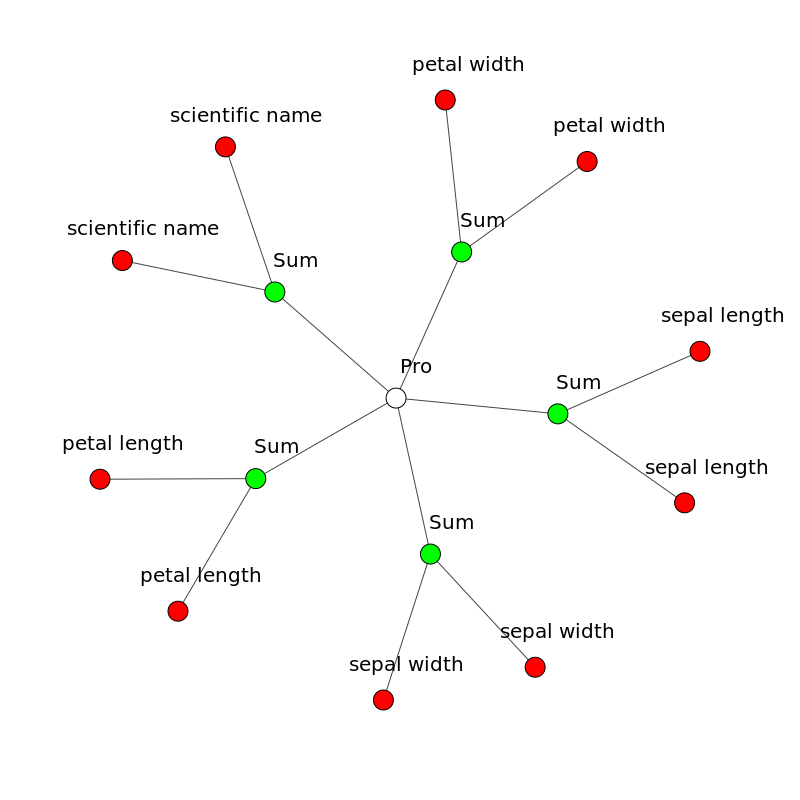 petal width
scientific name
petal width
scientific name
Sum
Sum
sepal length
Pro
Sum
petal length
Sum
sepal length
Sum
petal length
sepal width
sepal width